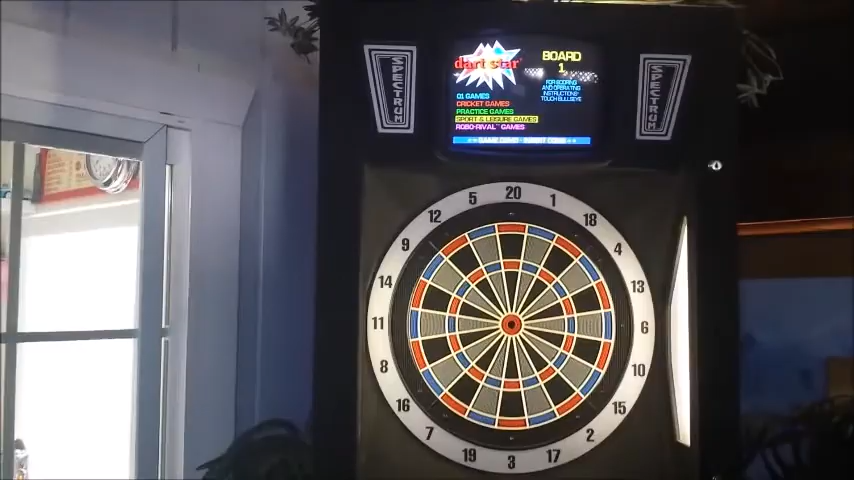 SPECTRUM
dart star
BOARD
1
FOR SCORING
AND OPERATING
INSTRUCTIONS
TOUCH BULLSEYE
01 GAMES
CRICKET GAMES
PRACTICE GAMES
SPORT & LEISURE GAMES
ROBO-RIVAL™ GAMES
SPECTRUM
20
1
18
4
13
6
10
15
2
17
3
19
7
16
8
11
14
9
12
5